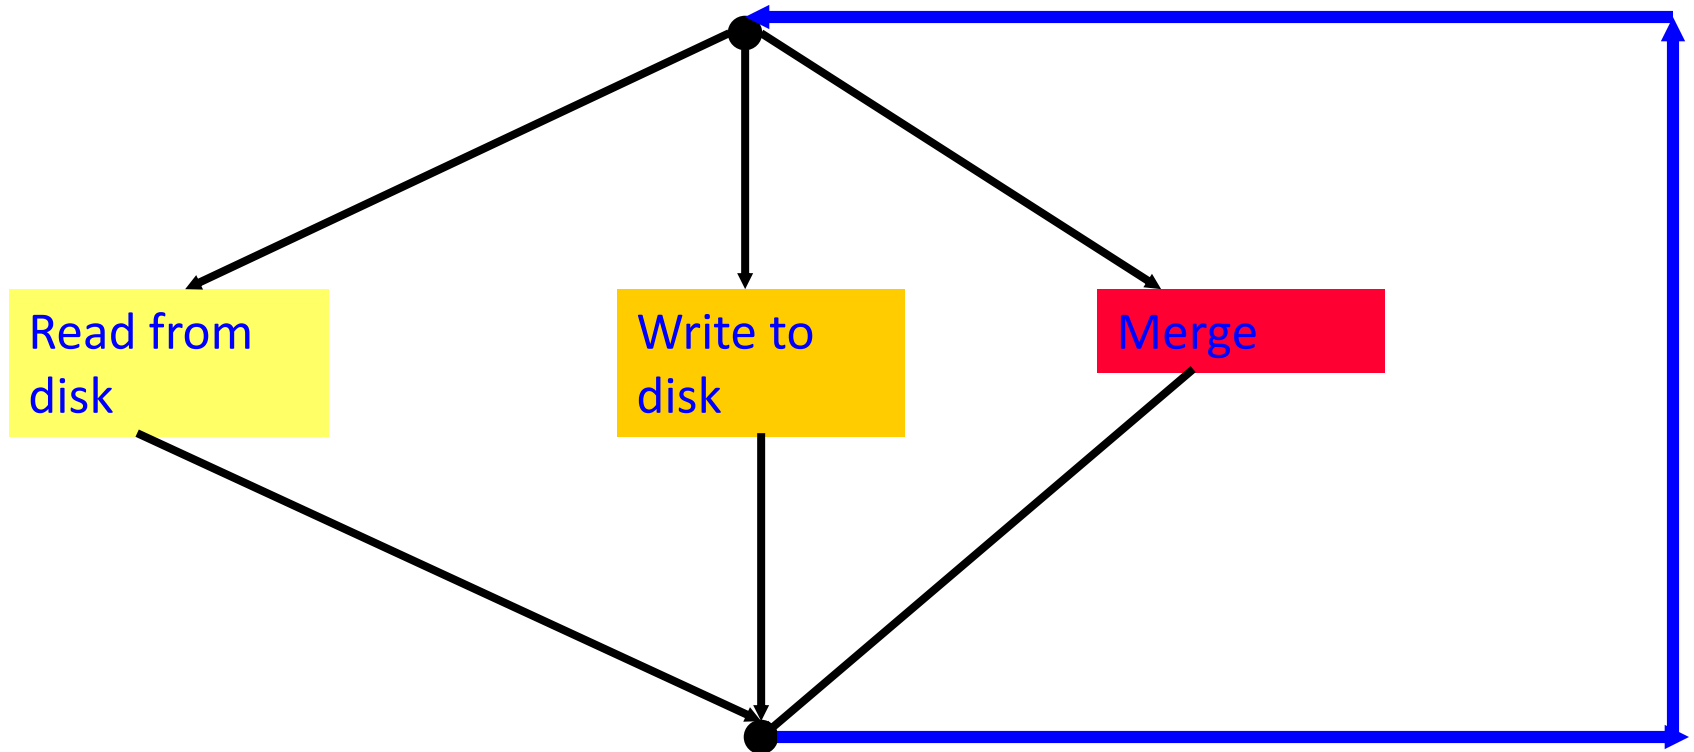 Read from
disk
Write to
disk
Merge